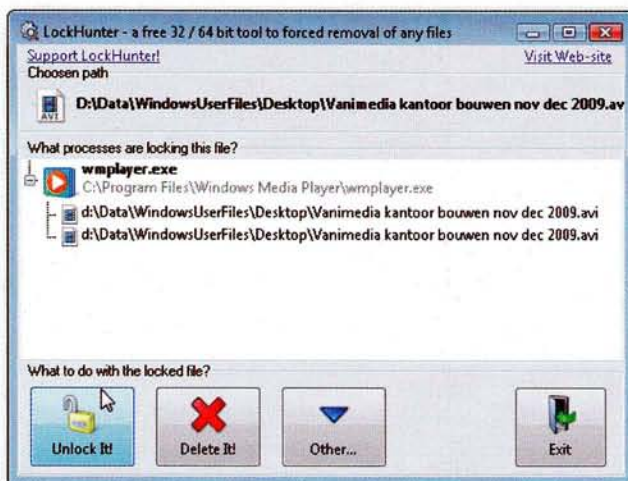 LockHunter - a free 32 / 64 bit tool to forced removal of any files
Support LockHunter! Visit Web-site
Choosen path
AVI D:\Data\WindowsUserFiles\Desktop\Vanimedia kantoor bouwen nov dec 2009.av
What processes are locking this file?
wmplayer.exe
C:\Program Files\Windows Media Player\wmplayer.exe
d:\Data\WindowsUserFiles\Desktop\Vanimedia kantoor bouwen nov dec 2009.avi
d:\Data\WindowsUserFiles\Desktop\Vanimedia kantoor bouwen nov dec 2009.avi
What to do with the locked file?
Unlock It! Delete It! Other... Exit